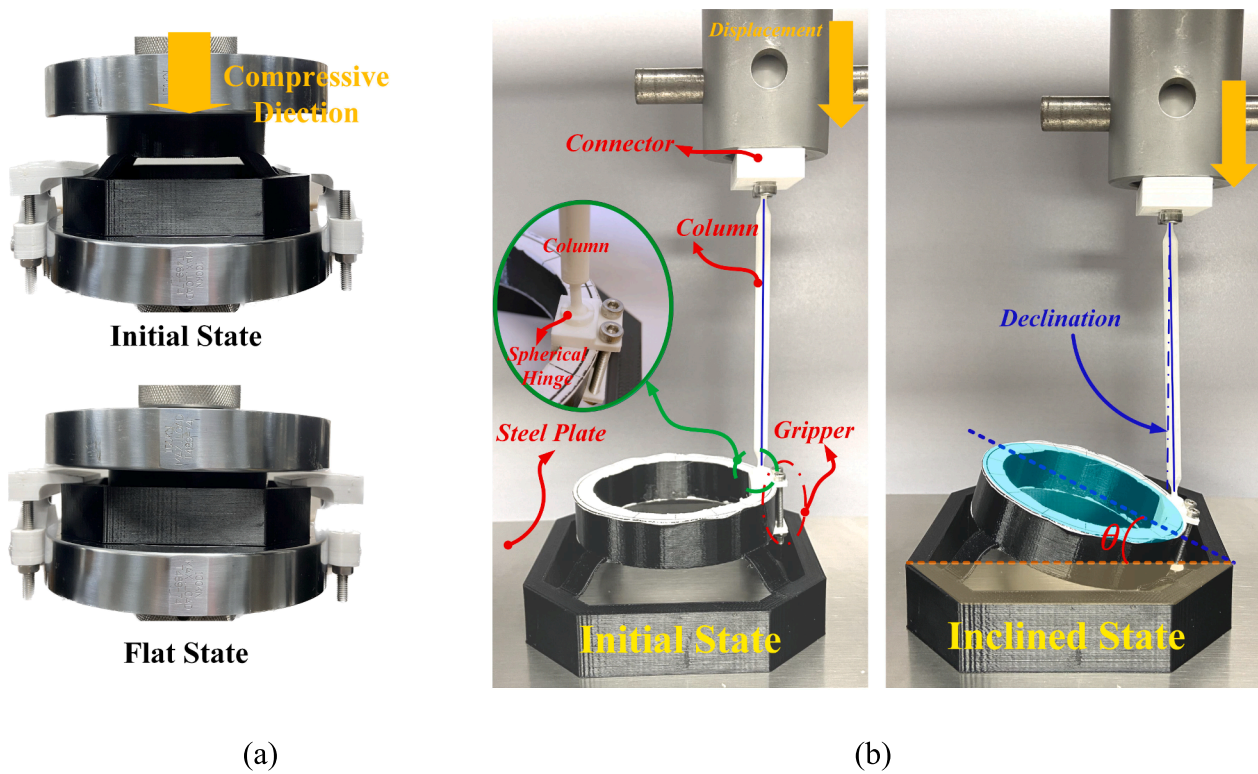 Compressive
Diection
Initial State
Flat State
(a)
Displacement
Connector
Column
Column
Spherical
Hinge
Steel Plate
Gripper
Initial State
Declination
θ
Inclined State
(b)